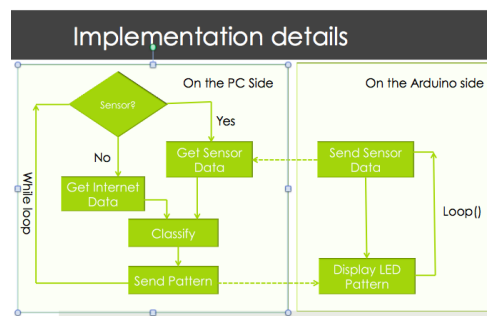 Implementation details
On the PC Side
On the Arduino side
Sensor?
Yes
No
Get Sensor
Data
Send Sensor
Data
Get Internet
Data
While loop
Loop()
Classify
Send Pattern
Display LED
Pattern